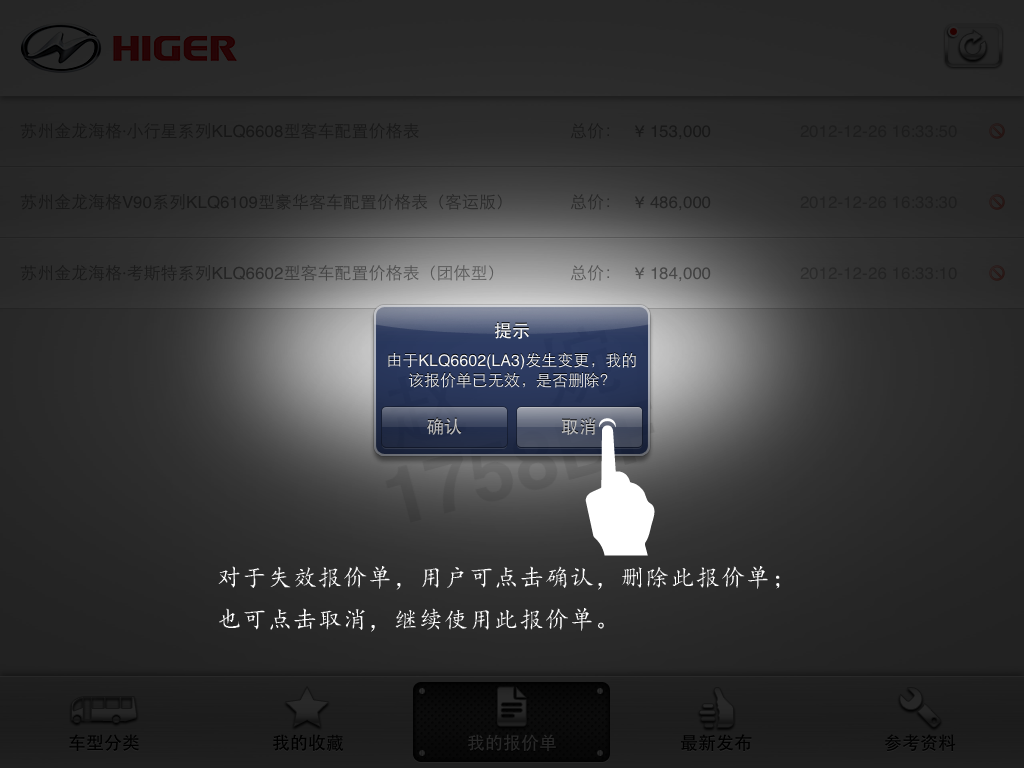 HIGER
苏州金龙海格·小行星系列KLQ6608型客车配置价格表 总价： ￥153,000 2012-12-26 16:33:50
苏州金龙海格V90系列KLQ6109型豪华客车配置价格表（客运版） 总价： ￥486,000 2012-12-26 16:33:30
苏州金龙海格·考斯特系列KLQ6602型客车配置价格表（团体型） 总价： ￥184,000 2012-12-26 16:33:10
提示
由于KLQ6602(LA3)发生变更，我的
该报价单已无效，是否删除？
确认 取消
对于失效报价单，用户可点击确认，删除此报价单；
也可点击取消，继续使用此报价单。
车型分类 我的收藏 我的报价单 最新发布 参考资料